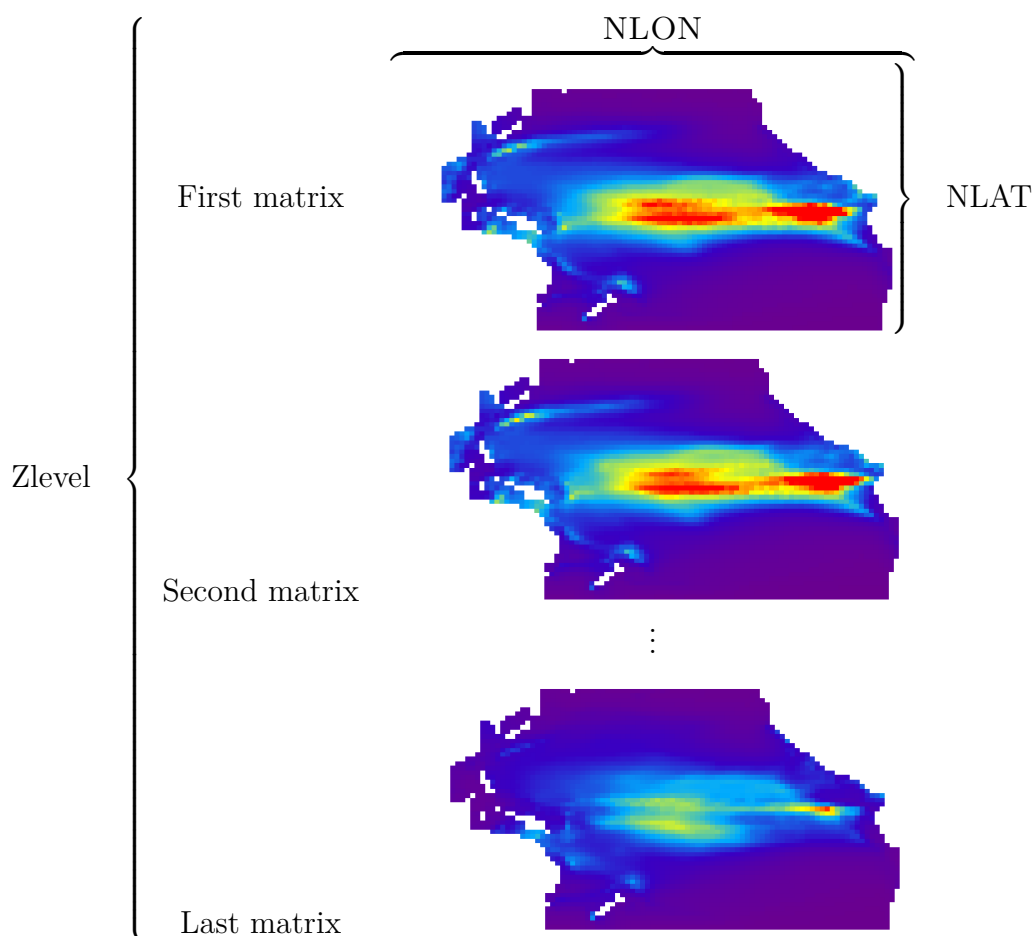 NLON
First matrix
NLAT
Zlevel
Second matrix
⋮
Last matrix